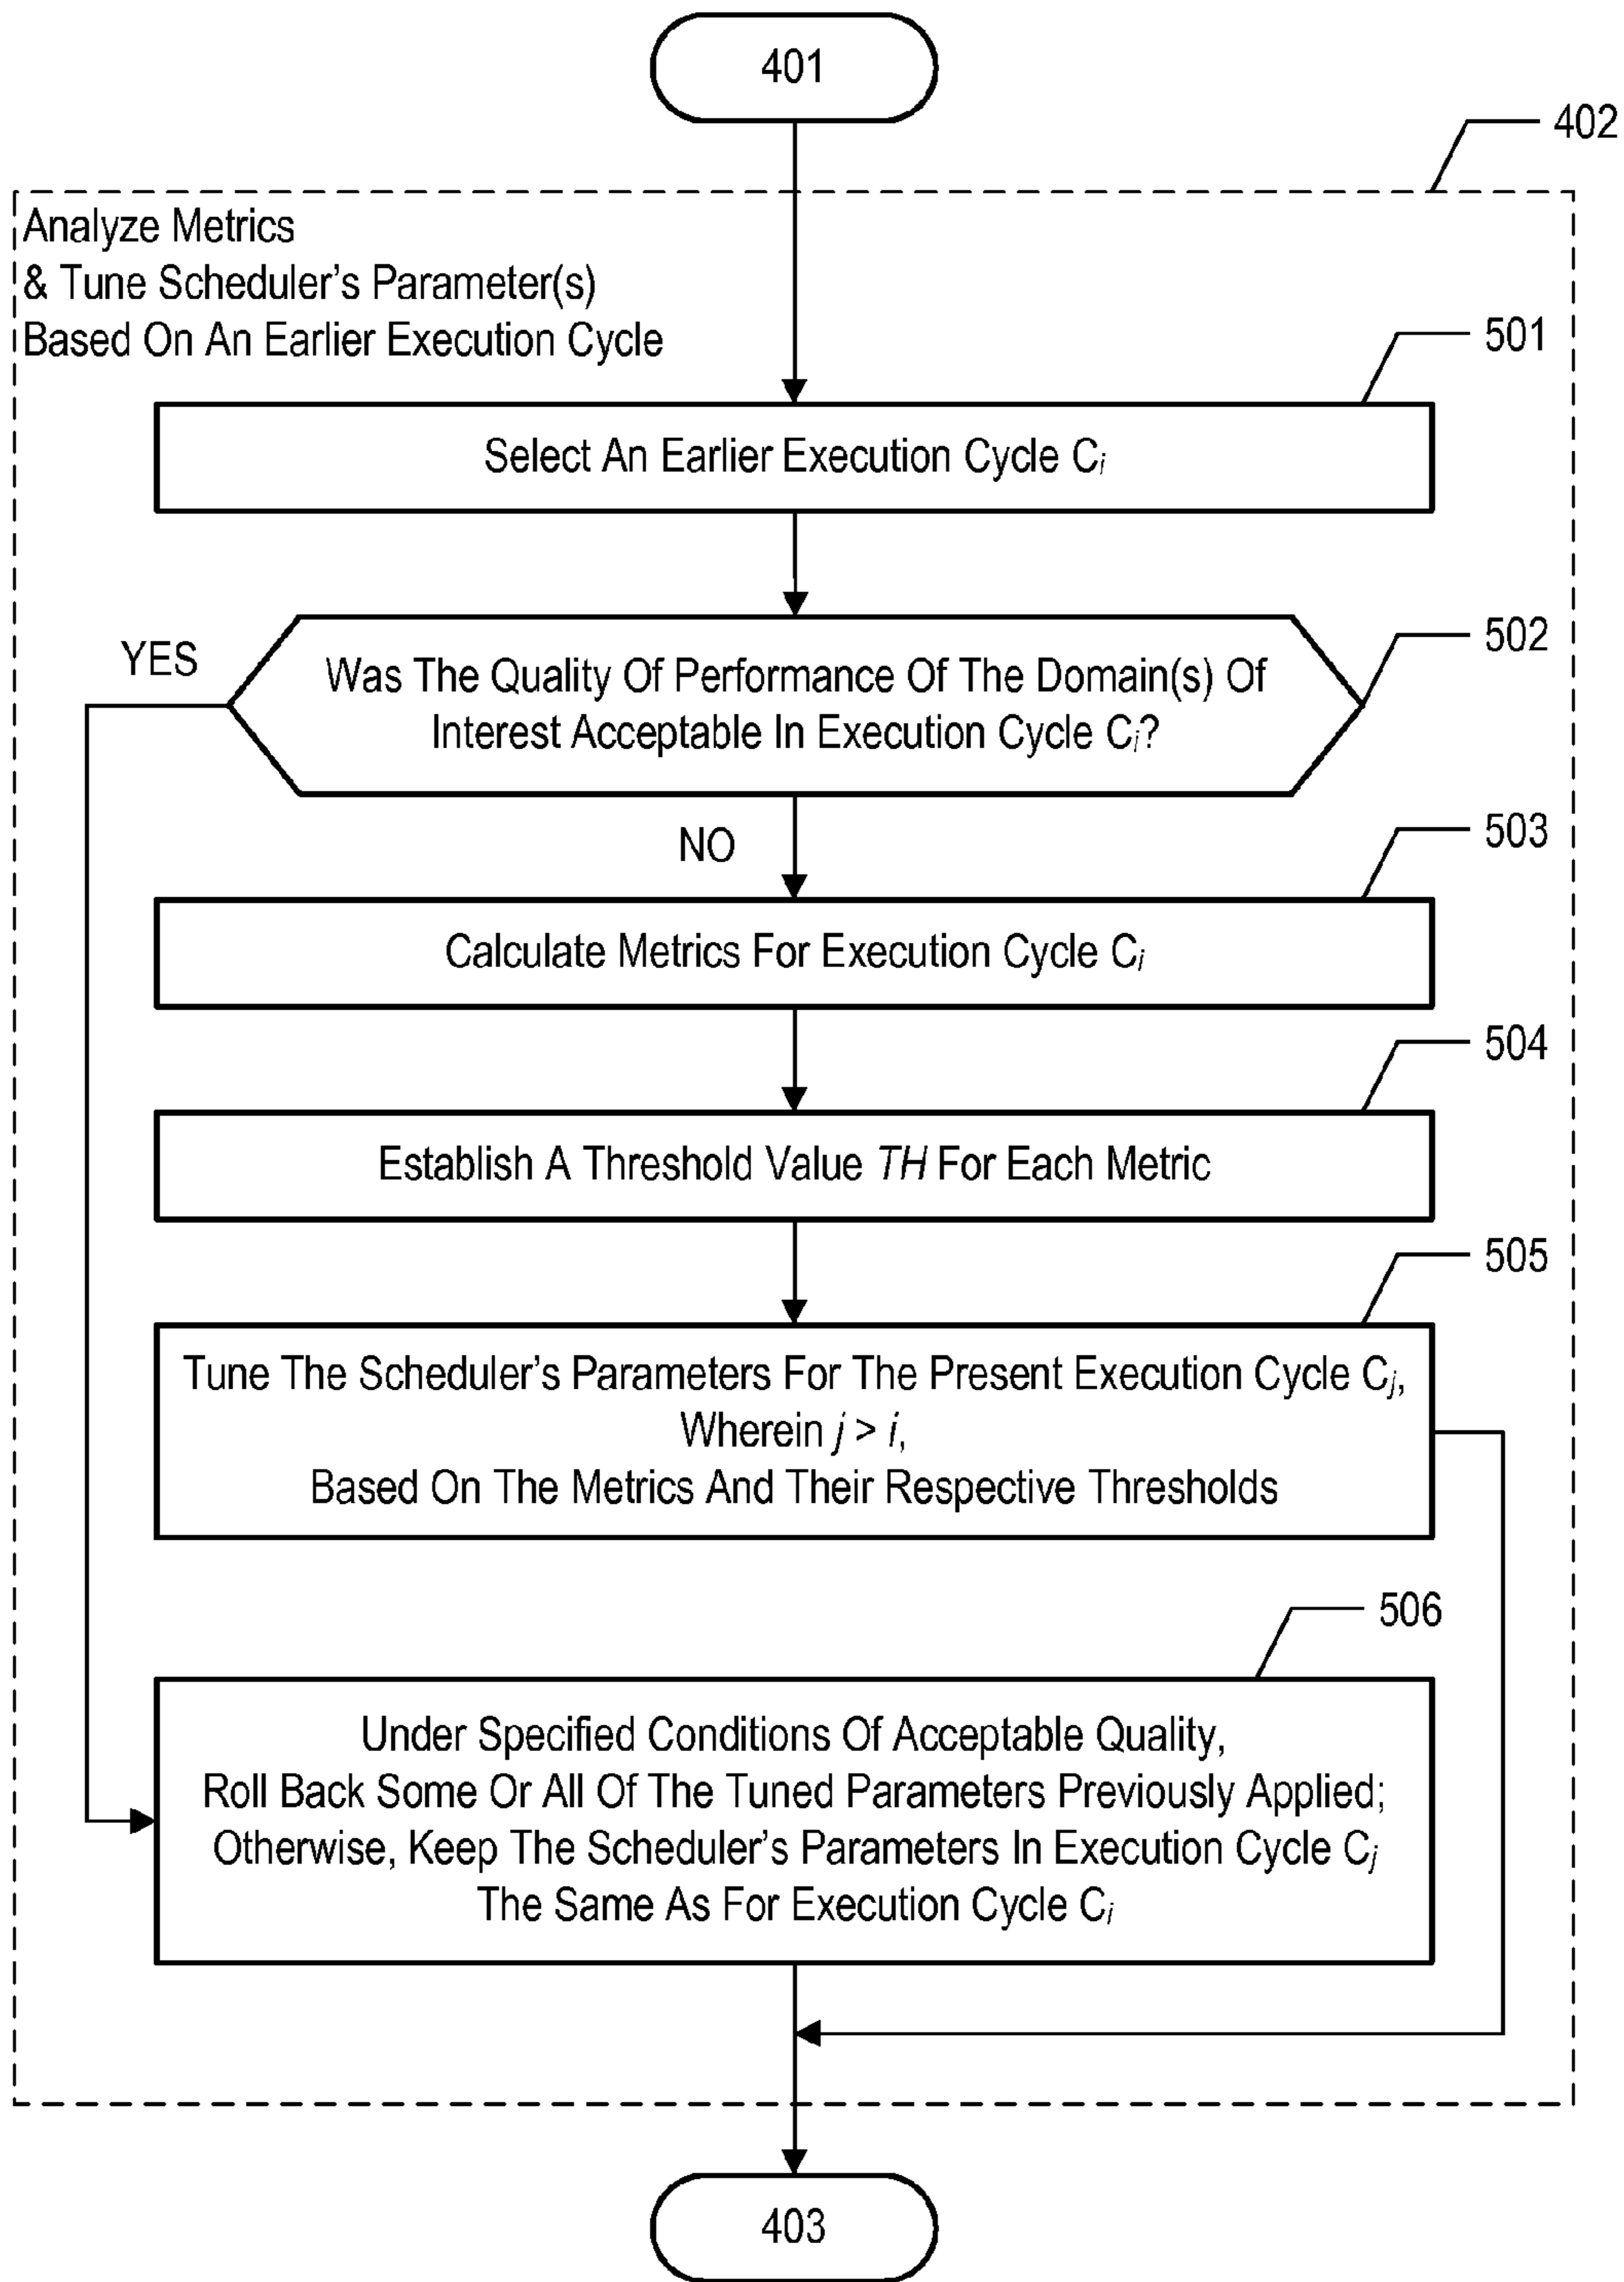 401
402
Analyze Metrics
& Tune Scheduler's Parameter(s)
Based On An Earlier Execution Cycle
501
Select An Earlier Execution Cycle Ci
502
YES
Was The Quality Of Performance Of The Domain(s) Of
Interest Acceptable In Execution Cycle Ci?
NO
503
Calculate Metrics For Execution Cycle Ci
504
Establish A Threshold Value TH For Each Metric
505
Tune The Scheduler's Parameters For The Present Execution Cycle Cj,
Wherein j > i,
Based On The Metrics And Their Respective Thresholds
506
Under Specified Conditions Of Acceptable Quality,
Roll Back Some Or All Of The Tuned Parameters Previously Applied;
Otherwise, Keep The Scheduler's Parameters In Execution Cycle Cj
The Same As For Execution Cycle Ci
403